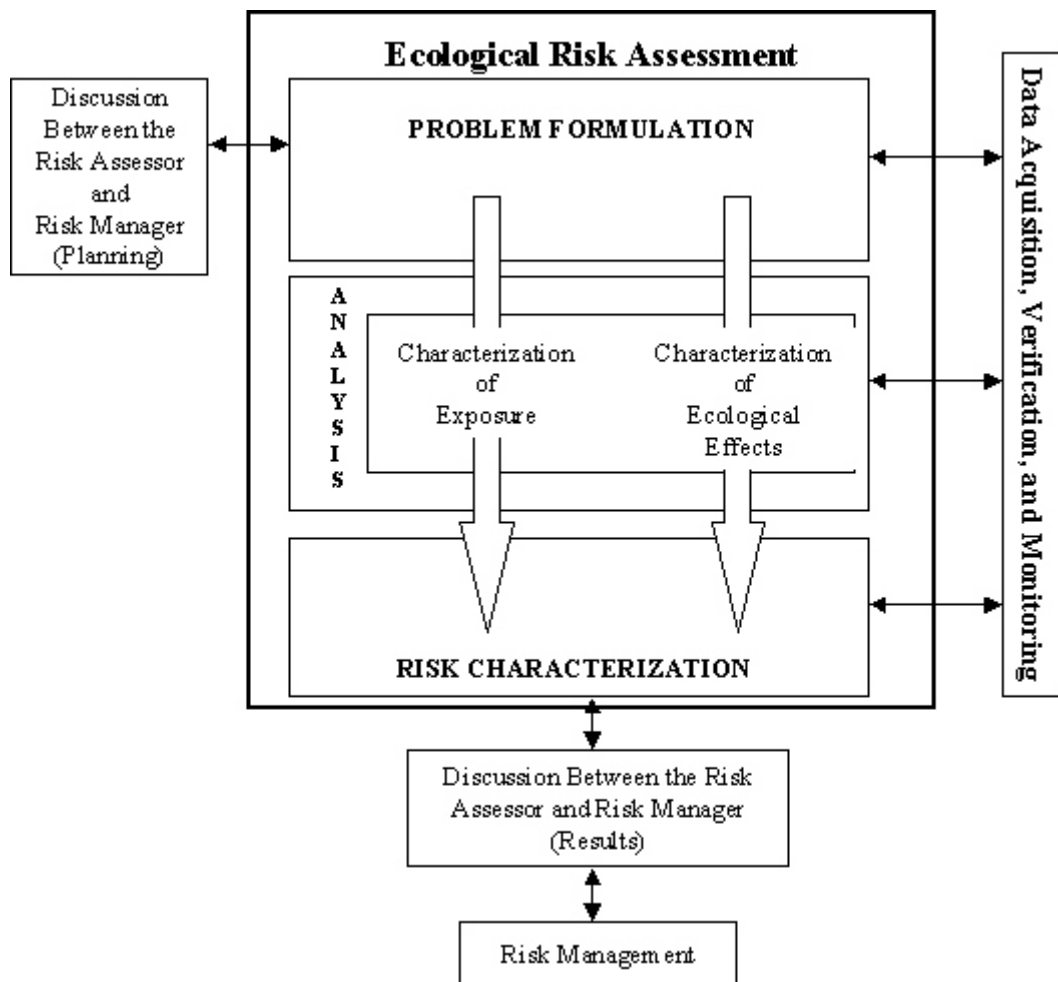 Ecological Risk Assessment
Discussion
Between the
Risk Assessor
and
Risk Manager
(Planning)
PROBLEM FORMULATION
Data Acquisition, Verification, and Monitoring
ANALYSIS
Characterization
of
Exposure
Characterization
of
Ecological
Effects
RISK CHARACTERIZATION
Discussion Between the Risk
Assessor and Risk Manager
(Results)
Risk Management